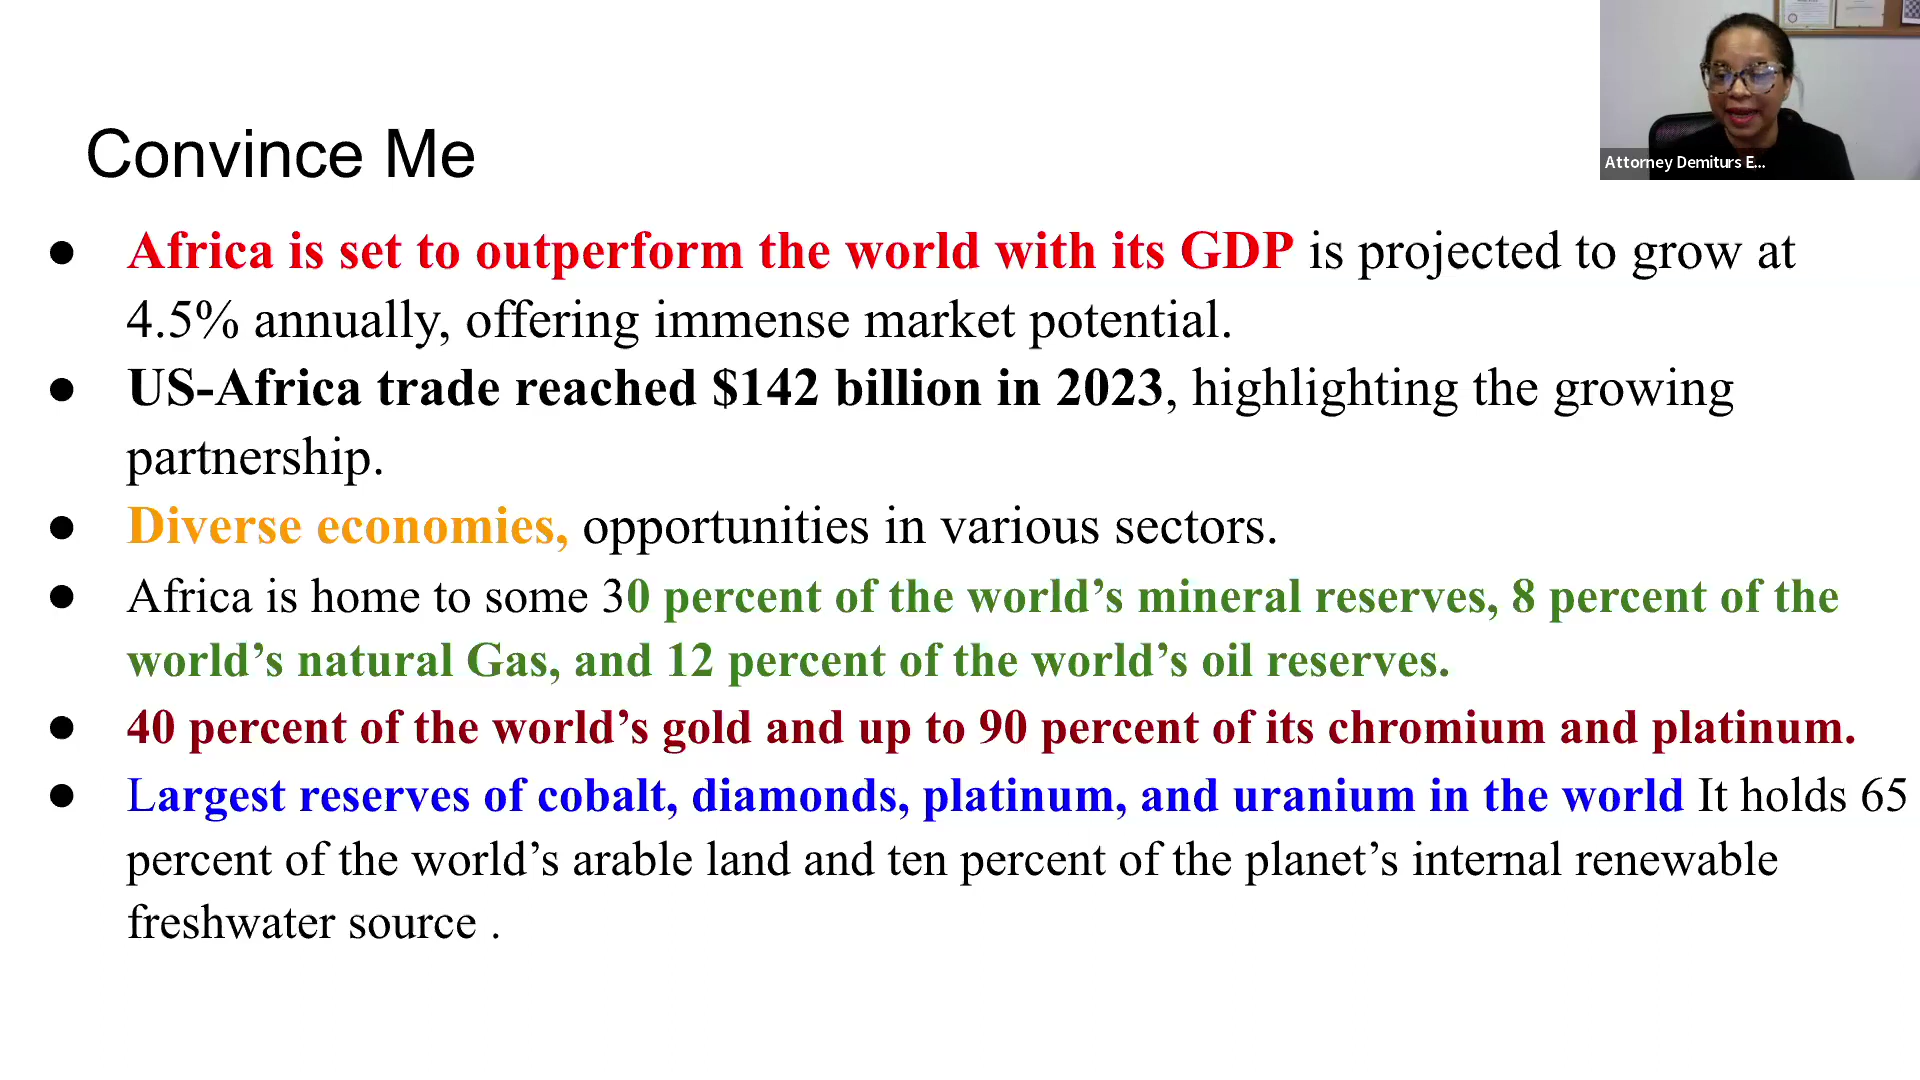 Convince Me
Attorney Demiturs E...
● Africa is set to outperform the world with its GDP is projected to grow at
4.5% annually, offering immense market potential.
● US-Africa trade reached $142 billion in 2023, highlighting the growing
partnership.
● Diverse economies, opportunities in various sectors.
● Africa is home to some 30 percent of the world’s mineral reserves, 8 percent of the
world’s natural Gas, and 12 percent of the world’s oil reserves.
● 40 percent of the world’s gold and up to 90 percent of its chromium and platinum.
● Largest reserves of cobalt, diamonds, platinum, and uranium in the world It holds 65
percent of the world’s arable land and ten percent of the planet’s internal renewable
freshwater source .